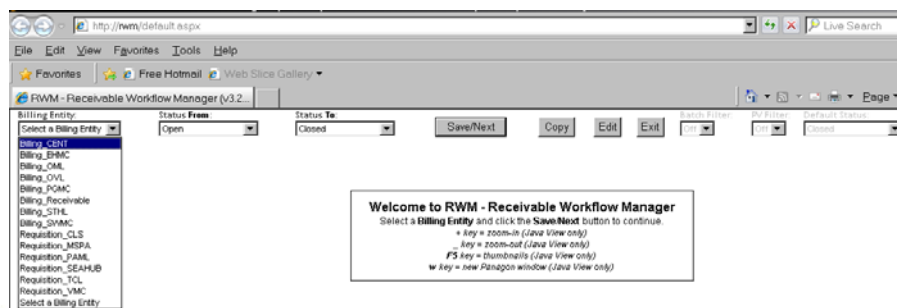 http://rwm/default.aspx
Live Search
File Edit View Favorites Tools Help
Favorites Free Hotmail Web Slice Gallery
RWM - Receivable Workflow Manager (v3.2...
Page
Billing Entity: Status From: Status To: Batch Filter: PV Filter: Default Status:
Select a Billing Entity Open Closed Save/Next Copy Edit Exit Off Off Closed
Billing_CENT
Billing_EHMC
Billing_OML
Billing_OVL
Billing_PGMC
Billing_Receivable
Billing_STHL
Billing_SWMC
Requisition_CLS
Requisition_MSPA
Requisition_PAML
Requisition_SEAHUB
Requisition_TCL
Requisition_VMC
Select a Billing Entity
Welcome to RWM - Receivable Workflow Manager
Select a Billing Entity and click the Save/Next button to continue.
+ key = zoom-in (Java View only)
_ key = zoom-out (Java View only)
F5 key = thumbnails (Java View only)
w key = new Panagon window (Java View only)